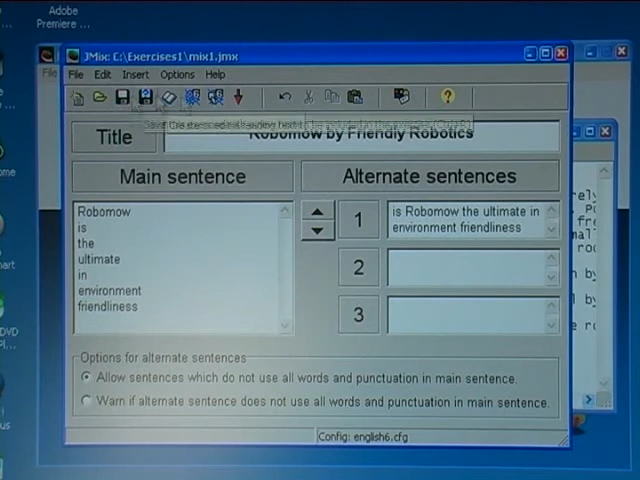 Adobe
Premiere ...
JMix: C:\Exercises1\mix1.jmx
File Edit Insert Options Help
Title
Robomow by Friendly Robotics
Main sentence
Alternate sentences
Robomow
is
the
ultimate
in
environment
friendliness
1
is Robomow the ultimate in
environment friendliness
2
3
Options for alternate sentences
Allow sentences which do not use all words and punctuation in main sentence.
Warn if alternate sentence does not use all words and punctuation in main sentence.
Config: english6.cfg